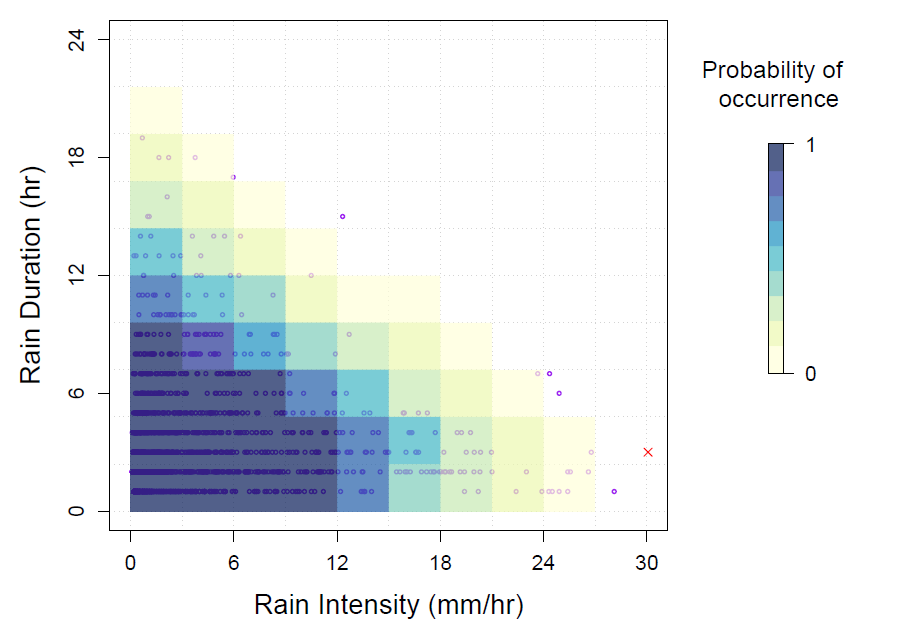 Probability of
occurrence
1
0
Rain Duration (hr)
24
18
12
6
0
0 6 12 18 24 30
Rain Intensity (mm/hr)